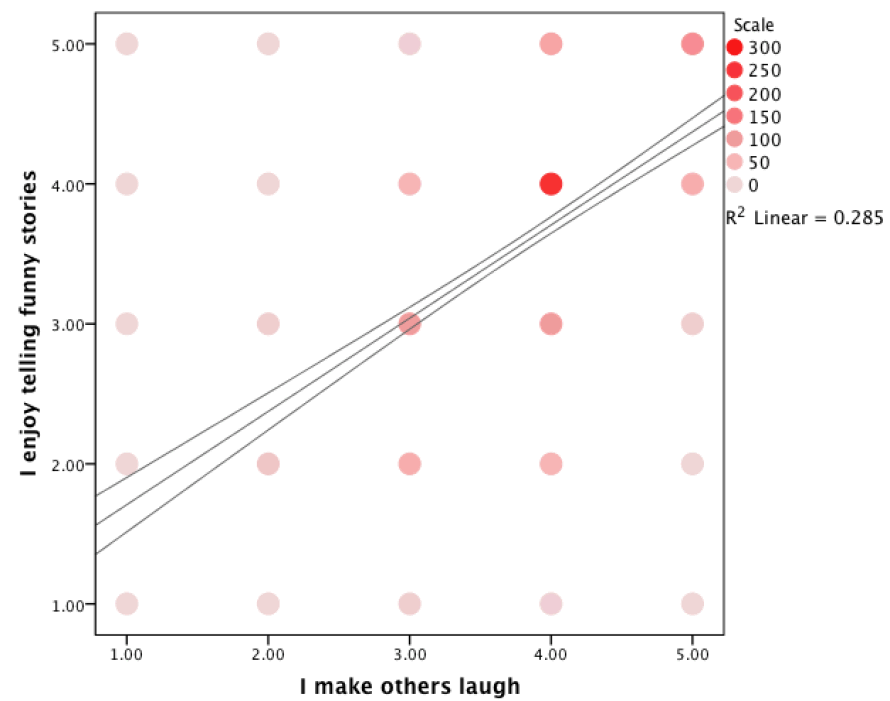 Scale
300
250
200
150
100
50
0
R² Linear = 0.285
5.00
4.00
3.00
2.00
1.00
I enjoy telling funny stories
1.00 2.00 3.00 4.00 5.00
I make others laugh